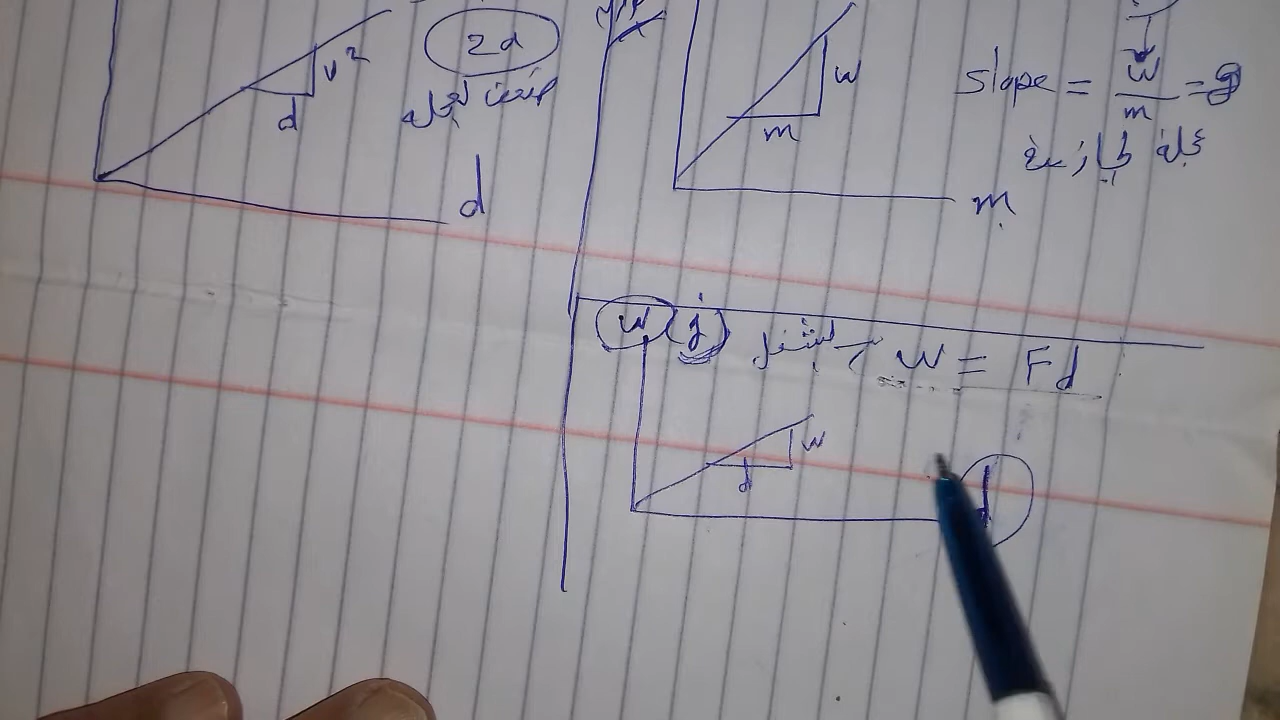 2d
v²
d
ضعف العجلة
d
w
m
m
Slope = w/m = g
عجلة الجاذبية
w (j) الشغل ج w = Fd
w
d
d